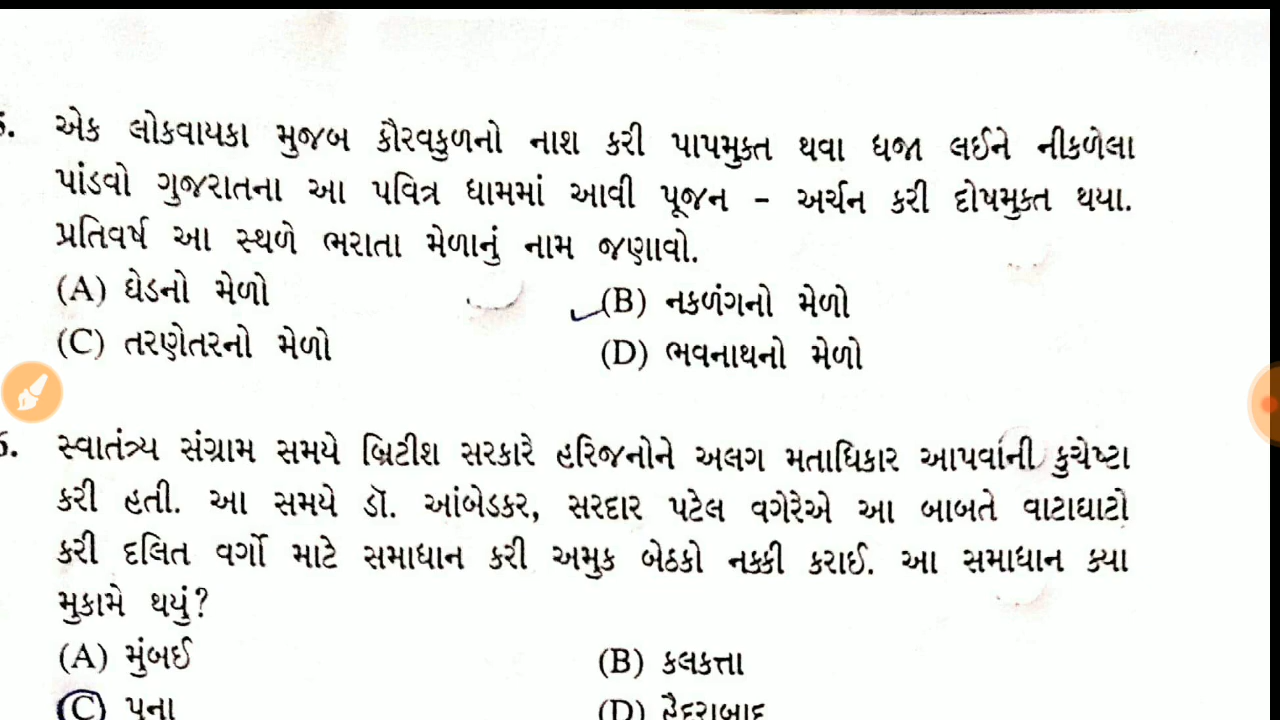 5. એક લોકવાયકા મુજબ કૌરવકુળનો નાશ કરી પાપમુક્ત થવા ધજા લઈને નીકળેલા
પાંડવો ગુજરાતના આ પવિત્ર ધામમાં આવી પૂજન - અર્ચન કરી દોષમુક્ત થયા.
પ્રતિવર્ષ આ સ્થળે ભરાતા મેળાનું નામ જણાવો.
(A) ઘેડનો મેળો (B) નકળંગનો મેળો
(C) તરણેતરનો મેળો (D) ભવનાથનો મેળો
6. સ્વાતંત્ર્ય સંગ્રામ સમયે બ્રિટીશ સરકારે હરિજનોને અલગ મતાધિકાર આપવાની કુચેષ્ટા
કરી હતી. આ સમયે ડૉ. આંબેડકર, સરદાર પટેલ વગેરેએ આ બાબતે વાટાઘાટો
કરી દલિત વર્ગો માટે સમાધાન કરી અમુક બેઠકો નક્કી કરાઈ. આ સમાધાન ક્યા
મુકામે થયું?
(A) મુંબઈ (B) કલકત્તા
(C) પૂના (D) હૈદરાબાદ